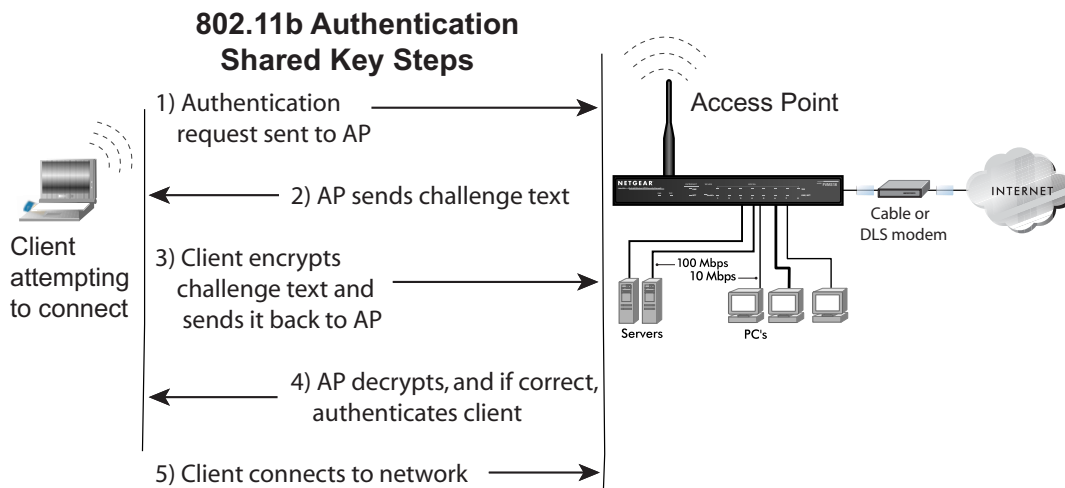 802.11b Authentication
Shared Key Steps
1) Authentication
request sent to AP
Access Point
2) AP sends challenge text
NETGEAR
INTERNET
Cable or
DLS modem
Client
attempting
to connect
3) Client encrypts
challenge text and
sends it back to AP
100 Mbps
10 Mbps
Servers
PC's
4) AP decrypts, and if correct,
authenticates client
5) Client connects to network